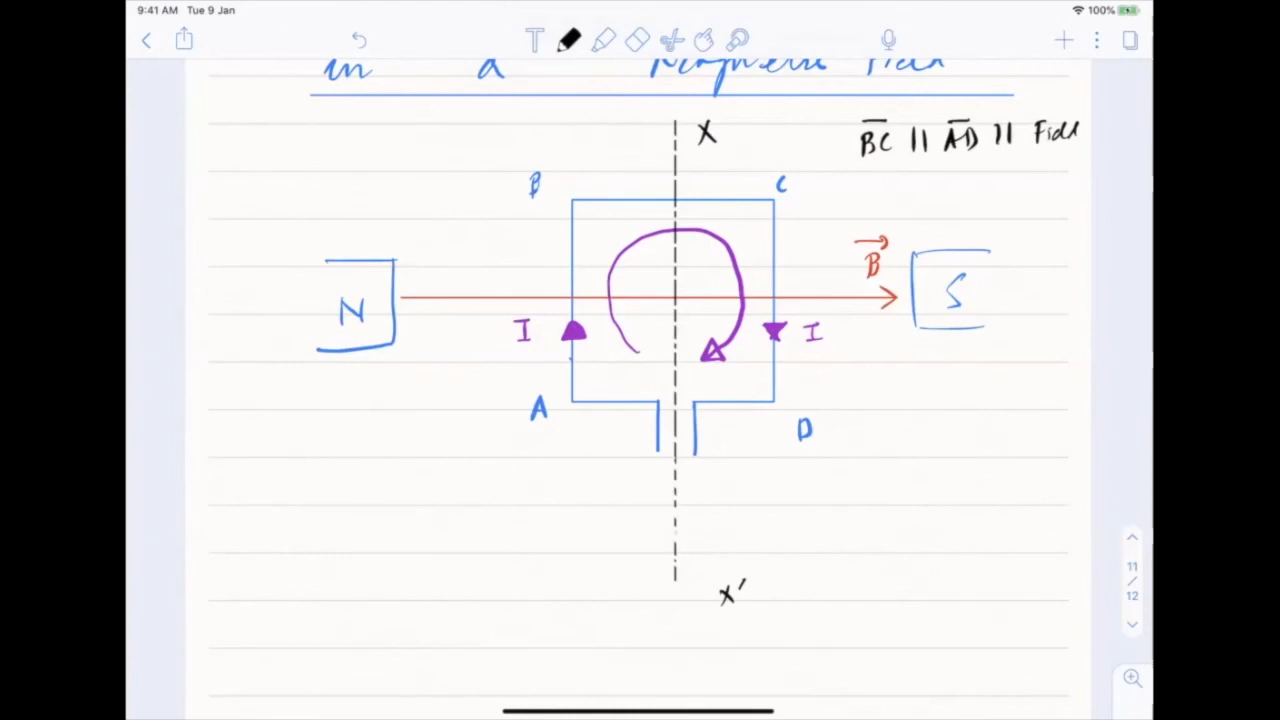 9:41 AM Tue 9 Jan
100%
T
in a Magnetic Field
X
BC || AD || Field
B C
B
N S
I I
A D
X'
11
/
12